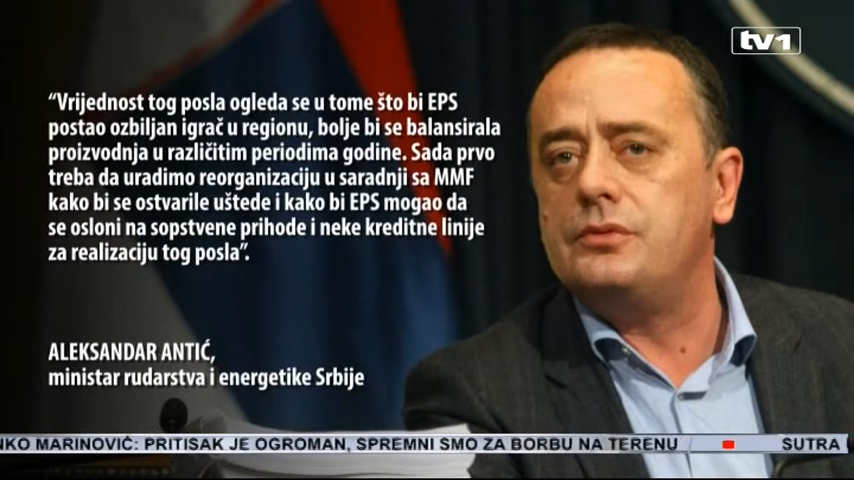 tv1
“Vrijednost tog posla ogleda se u tome što bi EPS
postao ozbiljan igrač u regionu, bolje bi se balansirala
proizvodnja u različitim periodima godine. Sada prvo
treba da uradimo reorganizaciju u saradnji sa MMF
kako bi se ostvarile uštede i kako bi EPS mogao da
se osloni na sopstvene prihode i neke kreditne linije
za realizaciju tog posla”.
ALEKSANDAR ANTIĆ,
ministar rudarstva i energetike Srbije
NKO MARINOVIĆ: PRITISAK JE OGROMAN, SPREMNI SMO ZA BORBU NA TERENU SUTRA